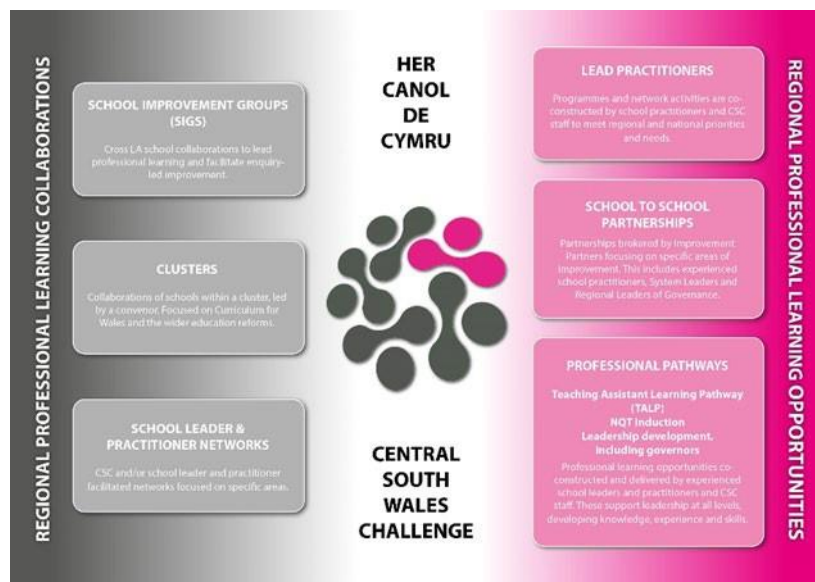 REGIONAL PROFESSIONAL LEARNING COLLABORATIONS
SCHOOL IMPROVEMENT GROUPS
(SIGS)
Cross LA school collaborations to lead
professional learning and facilitate enquiry-
led improvement.
CLUSTERS
Collaborations of schools within a cluster, led
by a convenor. Focused on Curriculum for
Wales and the wider education reforms.
SCHOOL LEADER &
PRACTITIONER NETWORKS
CSC and/or school leader and practitioner
facilitated networks focused on specific areas.
HER
CANOL
DE
CYMRU
CENTRAL
SOUTH
WALES
CHALLENGE
LEAD PRACTITIONERS
Programmes and network activities are co-
constructed by school practitioners and CSC
staff to meet regional and national priorities
and needs.
SCHOOL TO SCHOOL
PARTNERSHIPS
Partnerships brokered by Improvement
Partners focusing on specific areas of
Improvement. This includes experienced
school practitioners, System Leaders and
Regional Leaders of Governance.
PROFESSIONAL PATHWAYS
Teaching Assistant Learning Pathway
(TALP)
NQT Induction
Leadership development,
including governors
Professional learning opportunities co-
constructed and delivered by experienced
school leaders and practitioners and CSC
staff. These support leadership at all levels,
developing knowledge, experience and skills.
REGIONAL PROFESSIONAL LEARNING OPPORTUNITIES